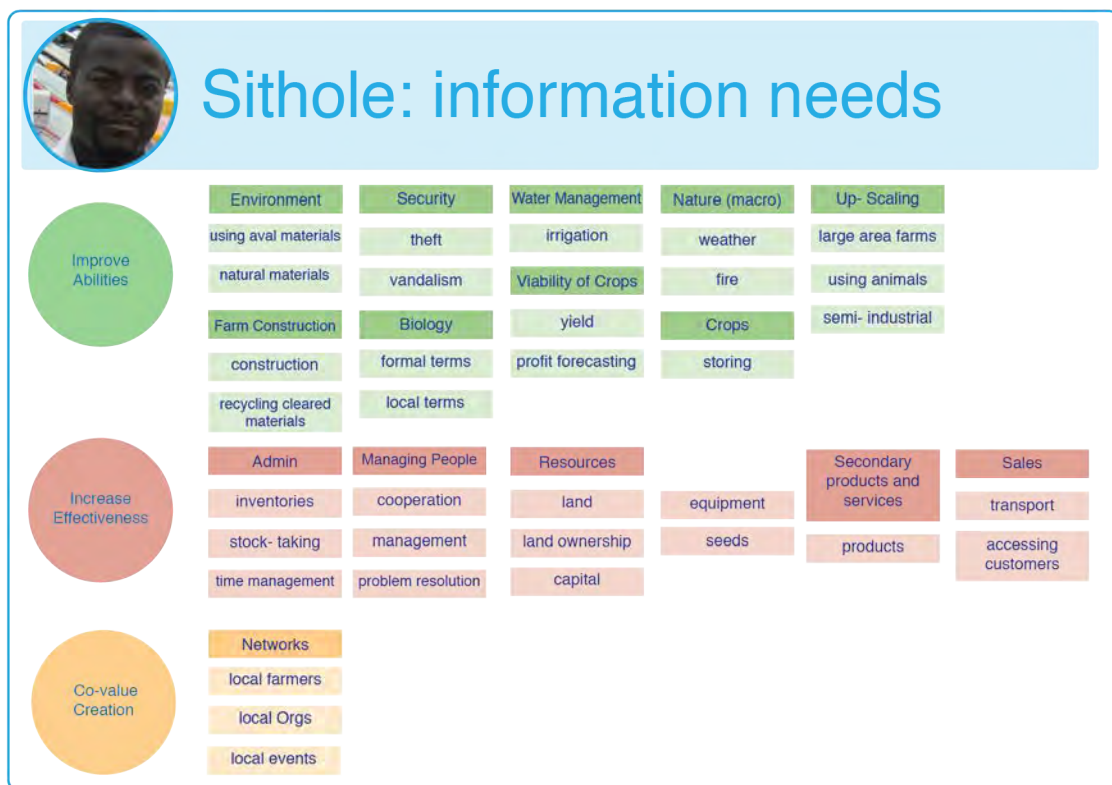 Sithole: information needs
Improve
Abilities
Environment
using aval materials
natural materials
Farm Construction
construction
recycling cleared
materials
Security
theft
vandalism
Biology
formal terms
local terms
Water Management
irrigation
Viability of Crops
yield
profit forecasting
Nature (macro)
weather
fire
Crops
storing
Up- Scaling
large area farms
using animals
semi- industrial
Increase
Effectiveness
Admin
inventories
stock- taking
time management
Managing People
cooperation
management
problem resolution
Resources
land
land ownership
capital
equipment
seeds
Secondary
products and
services
products
Sales
transport
accessing
customers
Co-value
Creation
Networks
local farmers
local Orgs
local events